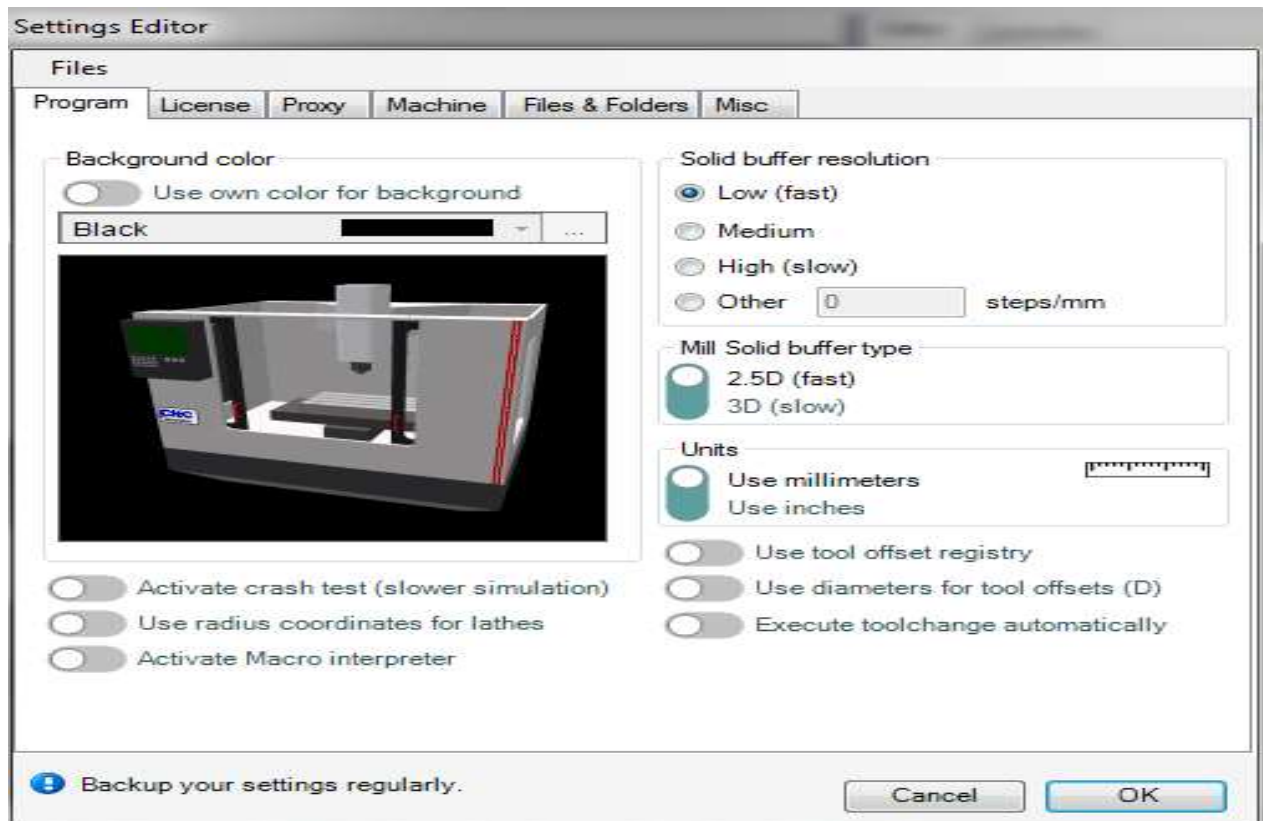 Settings Editor
Files
Program License Proxy Machine Files & Folders Misc
Background color
Use own color for background
Black ...
CNC
Activate crash test (slower simulation)
Use radius coordinates for lathes
Activate Macro interpreter
Solid buffer resolution
Low (fast)
Medium
High (slow)
Other 0 steps/mm
Mill Solid buffer type
2.5D (fast)
3D (slow)
Units
Use millimeters
Use inches
Use tool offset registry
Use diameters for tool offsets (D)
Execute toolchange automatically
Backup your settings regularly.
Cancel OK